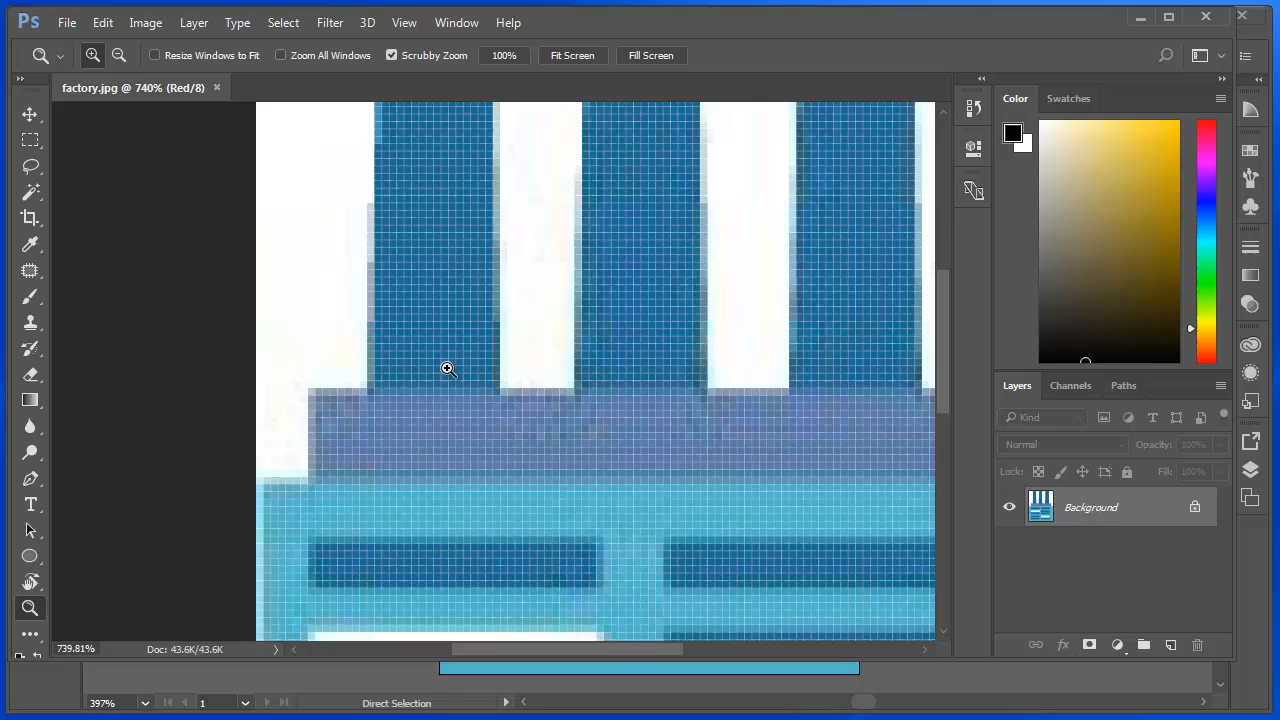 Ps File Edit Image Layer Type Select Filter 3D View Window Help
Resize Windows to Fit Zoom All Windows Scrubby Zoom 100% Fit Screen Fill Screen
factory.jpg @ 740% (Red/8) ×
Color Swatches
Layers Channels Paths
Kind
Normal Opacity: 100%
Lock: Fill: 100%
Background
739.81% Doc: 43.6K/43.6K
397% 1 Direct Selection